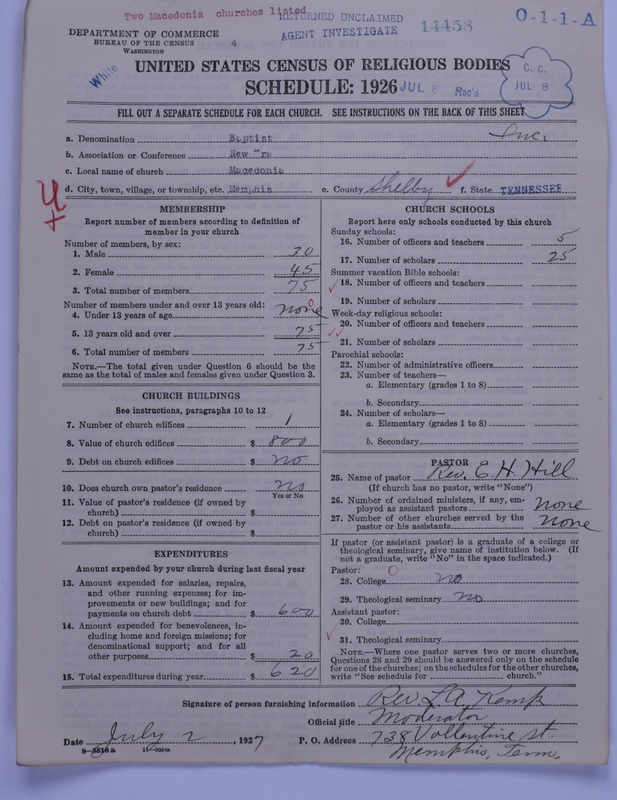 Two Macedonia churches listed
RETURNED UNCLAIMED
AGENT INVESTIGATE
14458
O-1-1-A
DEPARTMENT OF COMMERCE
BUREAU OF THE CENSUS
WASHINGTON
4
White
UNITED STATES CENSUS OF RELIGIOUS BODIES
SCHEDULE: 1926
JUL 8 Rec'd
C. C.
JUL 8
FILL OUT A SEPARATE SCHEDULE FOR EACH CHURCH. SEE INSTRUCTIONS ON THE BACK OF THIS SHEET
a. Denomination Baptist Inc.
b. Association or Conference New Era
c. Local name of church Macedonia
d. City, town, village, or township, etc. Memphis e. County Shelby f. State TENNESSEE
MEMBERSHIP
Report number of members according to definition of
member in your church
Number of members, by sex:
1. Male 30
2. Female 45
3. Total number of members 75
Number of members under and over 13 years old:
4. Under 13 years of age none
5. 13 years old and over 75
6. Total number of members 75
NOTE.—The total given under Question 6 should be the
same as the total of males and females given under Question 3.
CHURCH BUILDINGS
See instructions, paragraphs 10 to 12
7. Number of church edifices 1
8. Value of church edifices $ 800
9. Debt on church edifices $ no
10. Does church own pastor's residence no
Yes or No
11. Value of pastor's residence (if owned by
church) $
12. Debt on pastor's residence (if owned by
church) $
EXPENDITURES
Amount expended by your church during last fiscal year
13. Amount expended for salaries, repairs,
and other running expenses; for im-
provements or new buildings; and for
payments on church debt $ 600
14. Amount expended for benevolences, in-
cluding home and foreign missions; for
denominational support; and for all
other purposes $ 20
15. Total expenditures during year $ 620
CHURCH SCHOOLS
Report here only schools conducted by this church
Sunday schools:
16. Number of officers and teachers 5
17. Number of scholars 25
Summer vacation Bible schools:
18. Number of officers and teachers
19. Number of scholars
Week-day religious schools:
20. Number of officers and teachers
21. Number of scholars
Parochial schools:
22. Number of administrative officers
23. Number of teachers—
a. Elementary (grades 1 to 8)
b. Secondary
24. Number of scholars—
a. Elementary (grades 1 to 8)
b. Secondary
PASTOR
25. Name of pastor Rev. E. H. Hill
(If church has no pastor, write "None")
26. Number of ordained ministers, if any, em-
ployed as assistant pastors none
27. Number of other churches served by the
pastor or his assistants none
If pastor (or assistant pastor) is a graduate of a college or
theological seminary, give name of institution below. (If
not a graduate, write "No" in the space indicated.)
Pastor:
28. College no
29. Theological seminary no
Assistant pastor:
30. College
31. Theological seminary
NOTE.—Where one pastor serves two or more churches,
Questions 28 and 29 should be answered only on the schedule
for one of the churches; on the schedules for the other churches,
write "See schedule for church."
Signature of person furnishing information Rev. L. A. Kemp
Official title Moderator
Date July 2, 1927 P. O. Address 738 Vollentine St.
Memphis, Tenn.